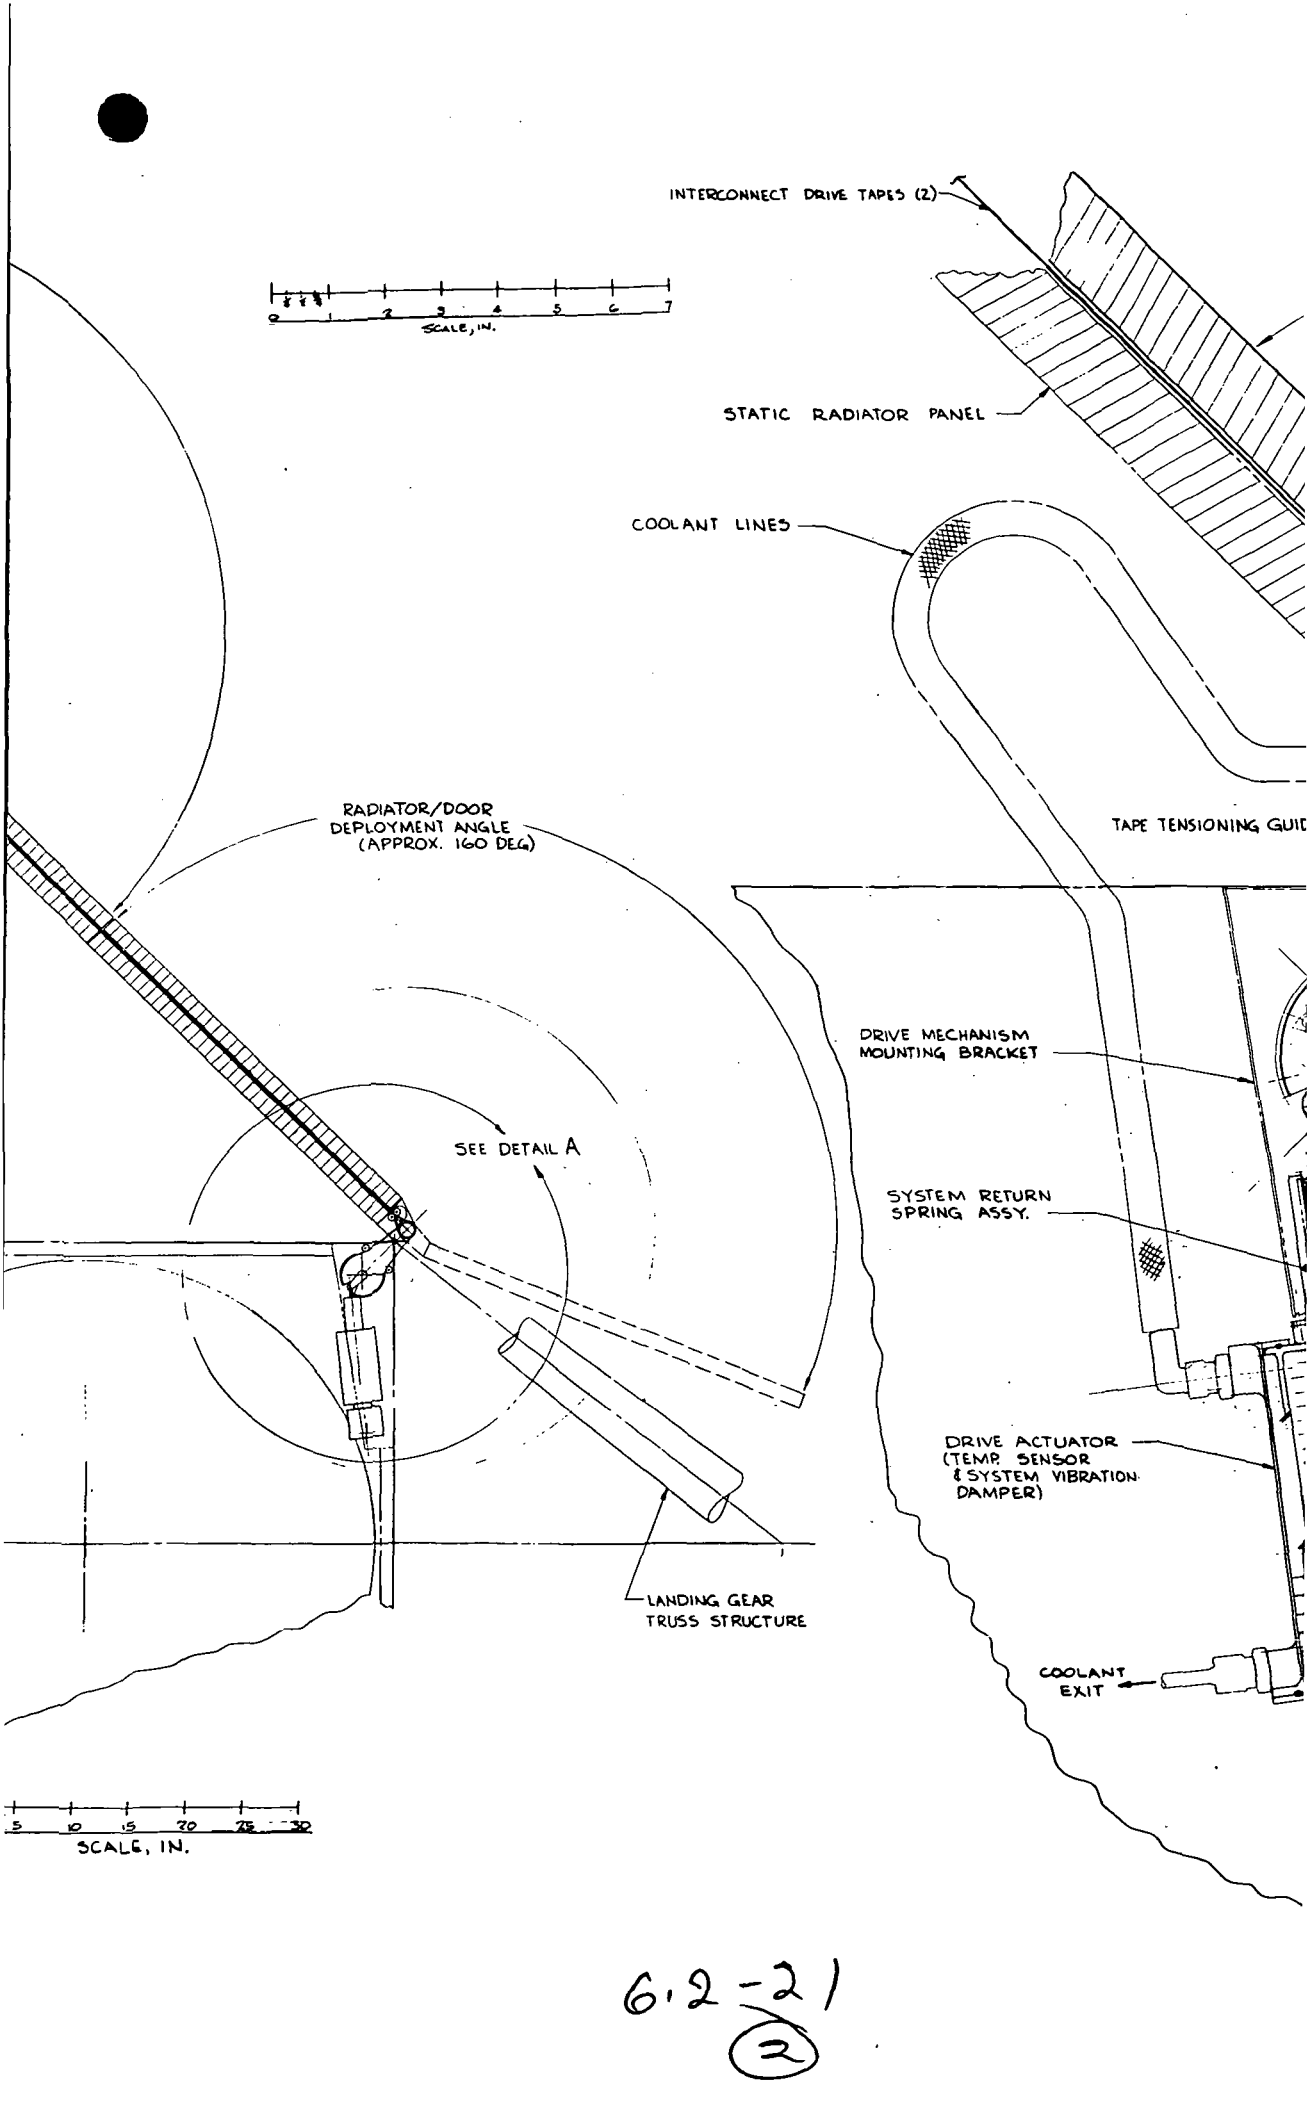 INTERCONNECT DRIVE TAPES (2)
0 1 2 3 4 5 6 7
SCALE, IN.
STATIC RADIATOR PANEL
COOLANT LINES
RADIATOR/DOOR
DEPLOYMENT ANGLE
(APPROX. 160 DEG)
TAPE TENSIONING GUID
DRIVE MECHANISM
MOUNTING BRACKET
SEE DETAIL A
SYSTEM RETURN
SPRING ASSY.
DRIVE ACTUATOR
(TEMP. SENSOR
& SYSTEM VIBRATION
DAMPER)
LANDING GEAR
TRUSS STRUCTURE
COOLANT
EXIT
5 10 15 20 25 30
SCALE, IN.
6.2-21
2